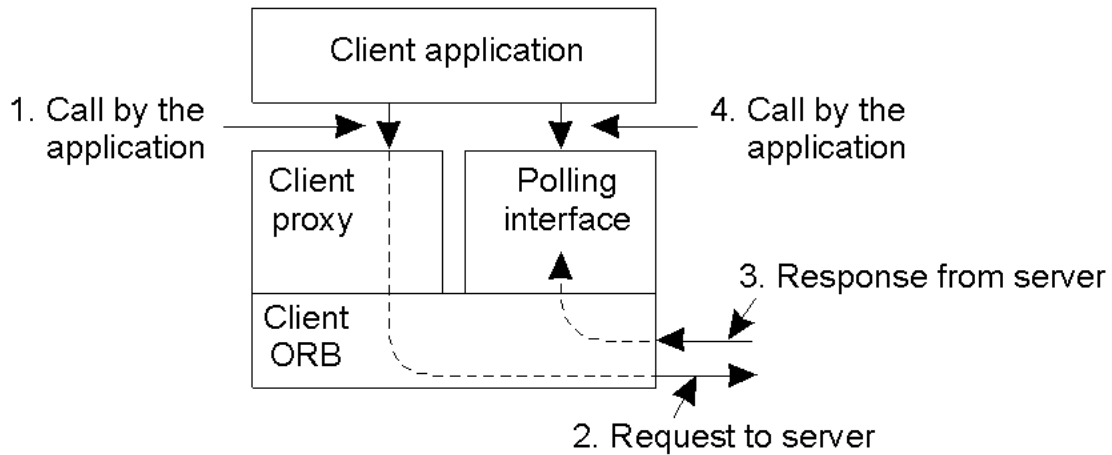 Client application
1. Call by the
application
4. Call by the
application
Client
proxy
Polling
interface
3. Response from server
Client
ORB
2. Request to server